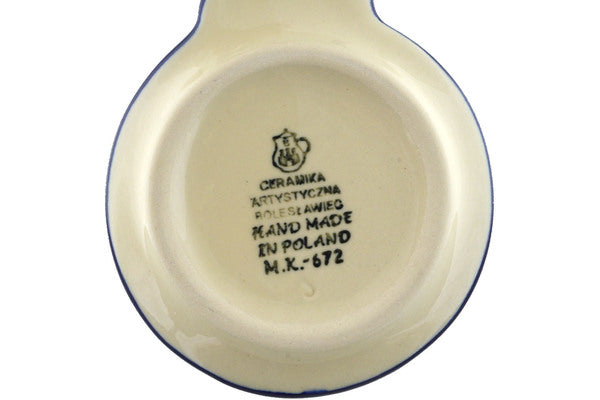 CERAMIKA
ARTYSTYCZNA
BOLESŁAWIEC
HAND MADE
IN POLAND
M.K.-672